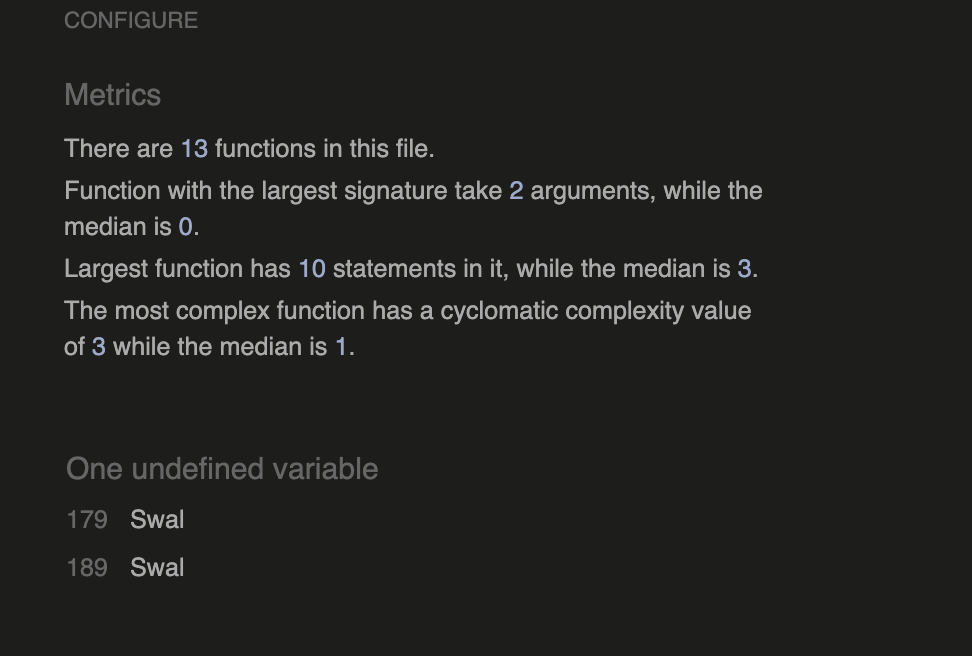 CONFIGURE
Metrics
There are 13 functions in this file.
Function with the largest signature take 2 arguments, while the
median is 0.
Largest function has 10 statements in it, while the median is 3.
The most complex function has a cyclomatic complexity value
of 3 while the median is 1.
One undefined variable
179 Swal
189 Swal